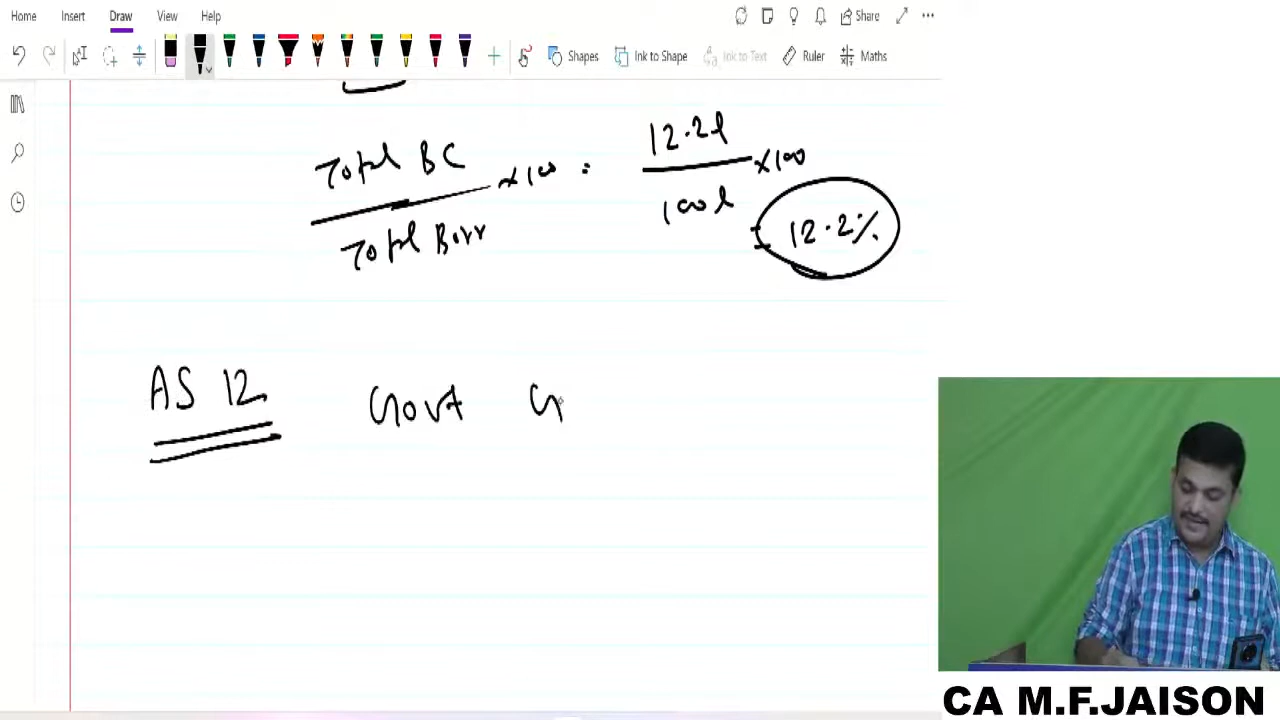 Home Insert Draw View Help Share
Shapes Ink to Shape Ink to Text Ruler Maths
Total BC
Total Borr
×100 =
12.2l
100l
×100
= 12.2%
AS 12 Govt G
CA M.F.JAISON